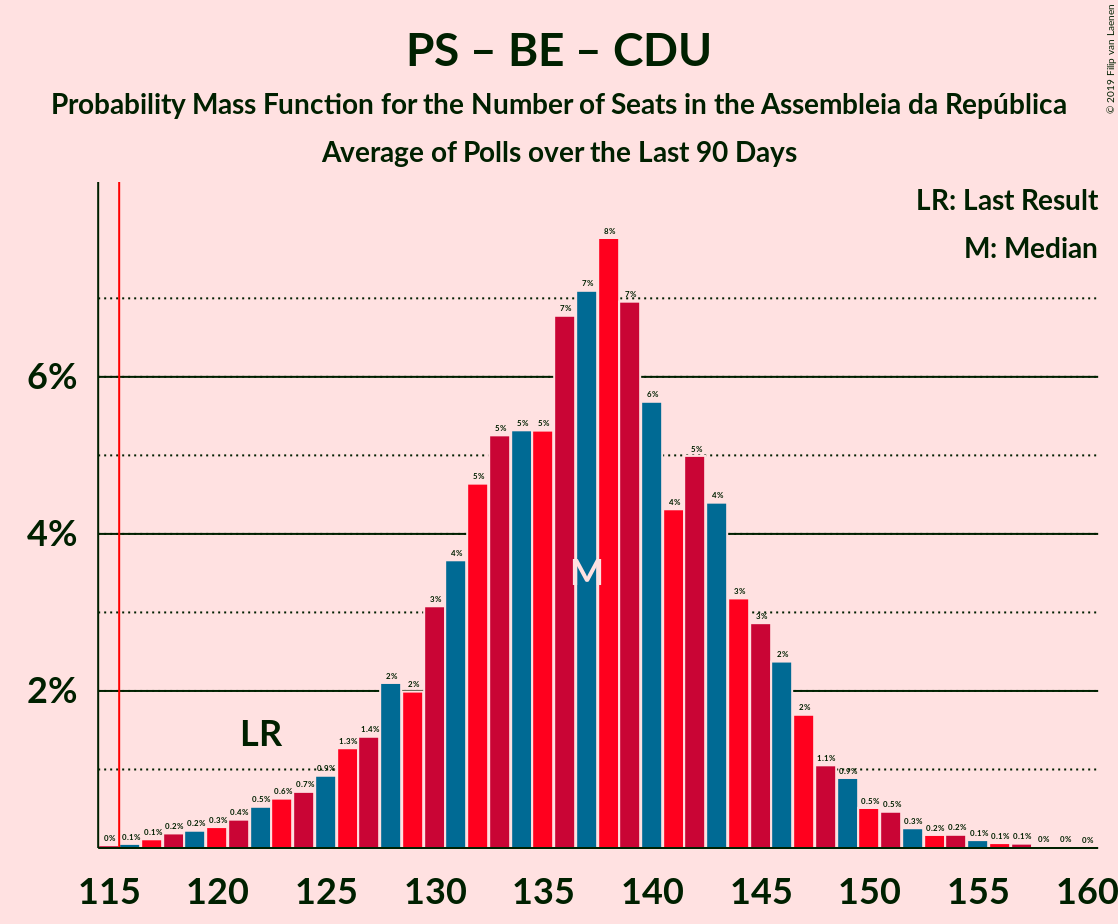 PS – BE – CDU
Probability Mass Function for the Number of Seats in the Assembleia da República
Average of Polls over the Last 90 Days
© 2019 Filip van Laenen
LR: Last Result
M: Median
6%
4%
2%
0% 0.1% 0.1% 0.2% 0.2% 0.3% 0.4% 0.5% 0.6% 0.7% 0.9% 1.3% 1.4% 2% 2% 3% 4% 5% 5% 5% 5% 7% 7% 8% 7% 6% 4% 5% 4% 3% 3% 2% 2% 1.1% 0.9% 0.5% 0.5% 0.3% 0.2% 0.2% 0.1% 0.1% 0.1% 0% 0% 0%
M
LR
115 120 125 130 135 140 145 150 155 160